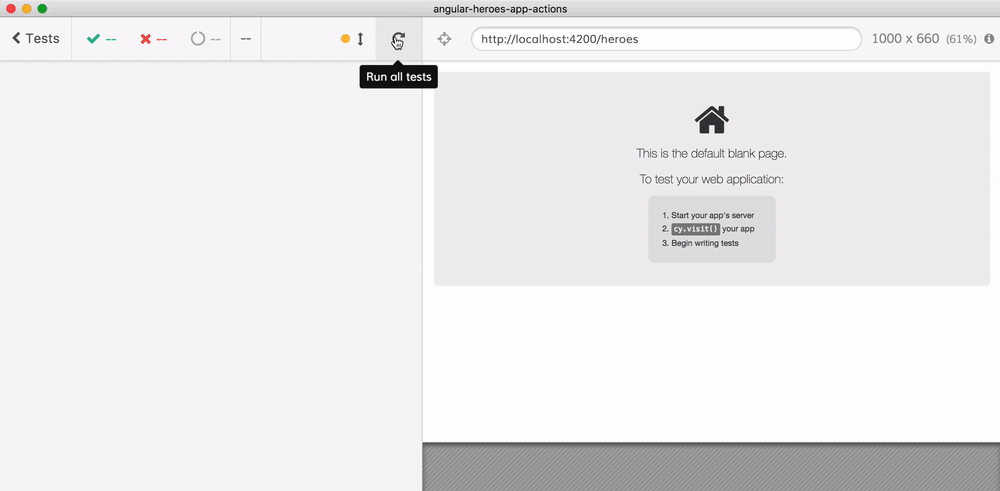 angular-heroes-app-actions
Tests
--
--
--
--
http://localhost:4200/heroes
1000 x 660 (61%)
Run all tests
This is the default blank page.
To test your web application:
1. Start your app's server
2. cy.visit() your app
3. Begin writing tests